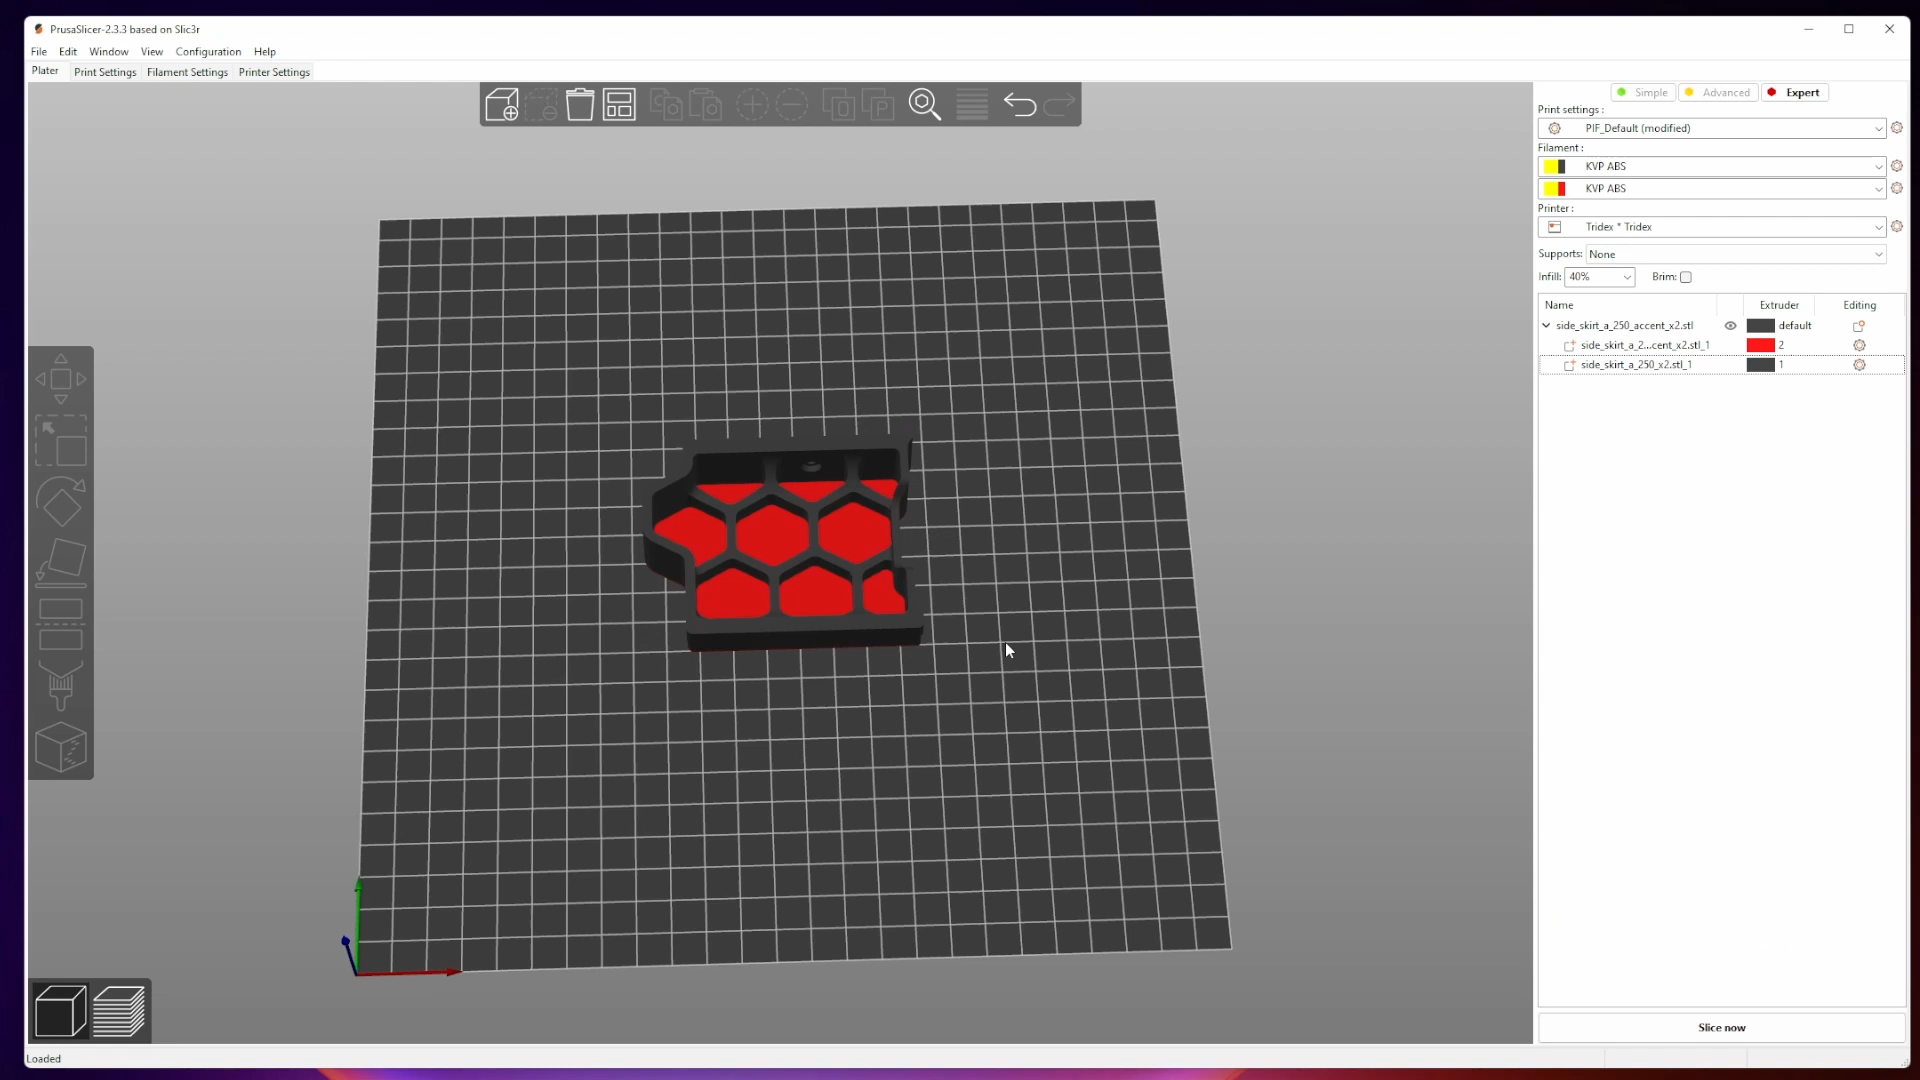 PrusaSlicer-2.3.3 based on Slic3r
File Edit Window View Configuration Help
Plater Print Settings Filament Settings Printer Settings
Simple Advanced Expert
Print settings :
PIF_Default (modified)
Filament :
KVP ABS
KVP ABS
Printer :
Tridex * Tridex
Supports: None
Infill: 40% Brim:
Name Extruder Editing
side_skirt_a_250_accent_x2.stl default
side_skirt_a_2...cent_x2.stl_1 2
side_skirt_a_250_x2.stl_1 1
Slice now
Loaded